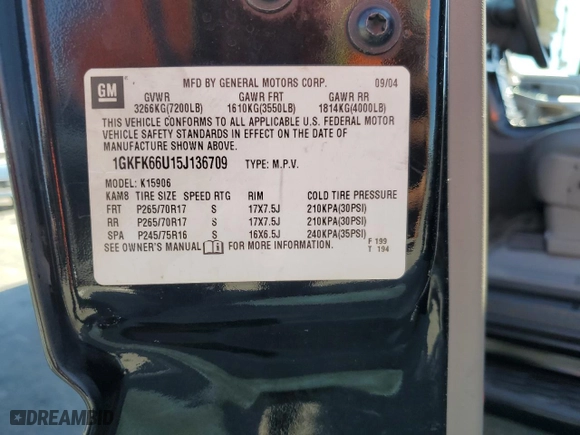 GM
MFD BY GENERAL MOTORS CORP. 09/04
GVWR GAWR FRT GAWR RR
3266KG(7200LB) 1610KG(3550LB) 1814KG(4000LB)
THIS VEHICLE CONFORMS TO ALL APPLICABLE U.S. FEDERAL MOTOR
VEHICLE SAFETY STANDARDS IN EFFECT ON THE DATE OF
MANUFACTURE SHOWN ABOVE.
1GKFK66U15J136709 TYPE: M.P.V.
MODEL: K15906
KAM8 TIRE SIZE SPEED RTG RIM COLD TIRE PRESSURE
FRT P265/70R17 S 17X7.5J 210KPA(30PSI)
RR P265/70R17 S 17X7.5J 210KPA(30PSI)
SPA P245/75R16 S 16X6.5J 240KPA(35PSI)
SEE OWNER'S MANUAL FOR MORE INFORMATION. F 199
T 194
DREAMBID